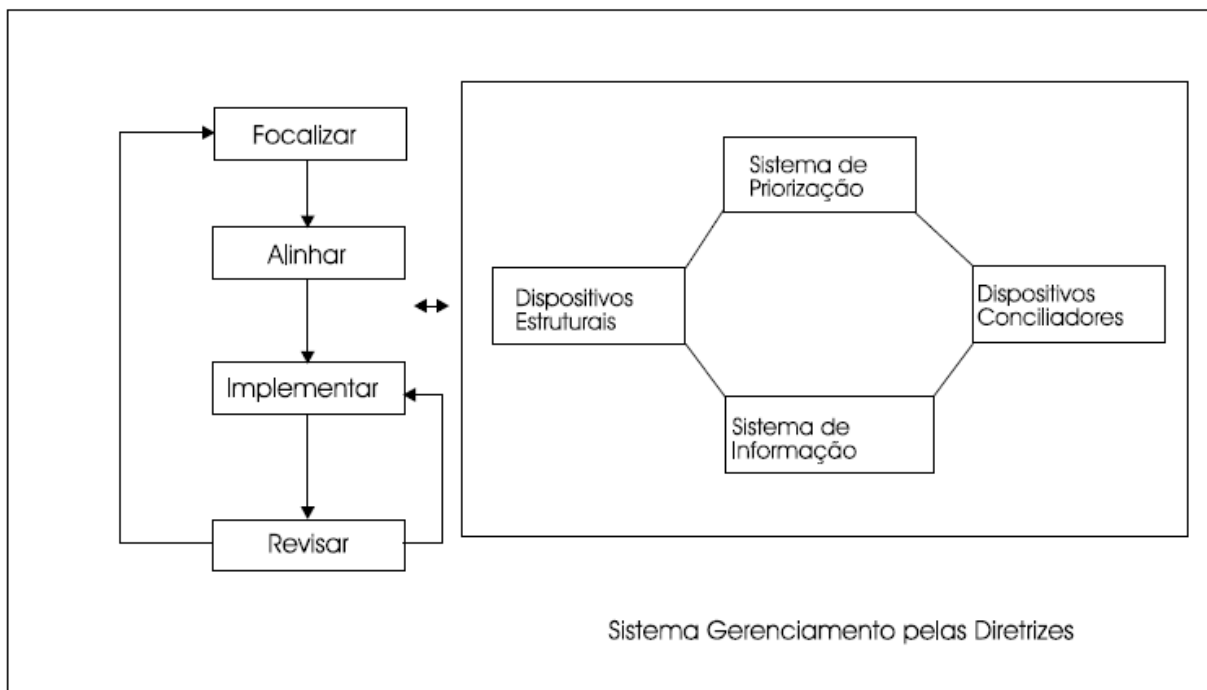 Focalizar
Alinhar
Implementar
Revisar
Sistema de
Priorização
Dispositivos
Estruturais
Dispositivos
Conciliadores
Sistema de
Informação
Sistema Gerenciamento pelas Diretrizes